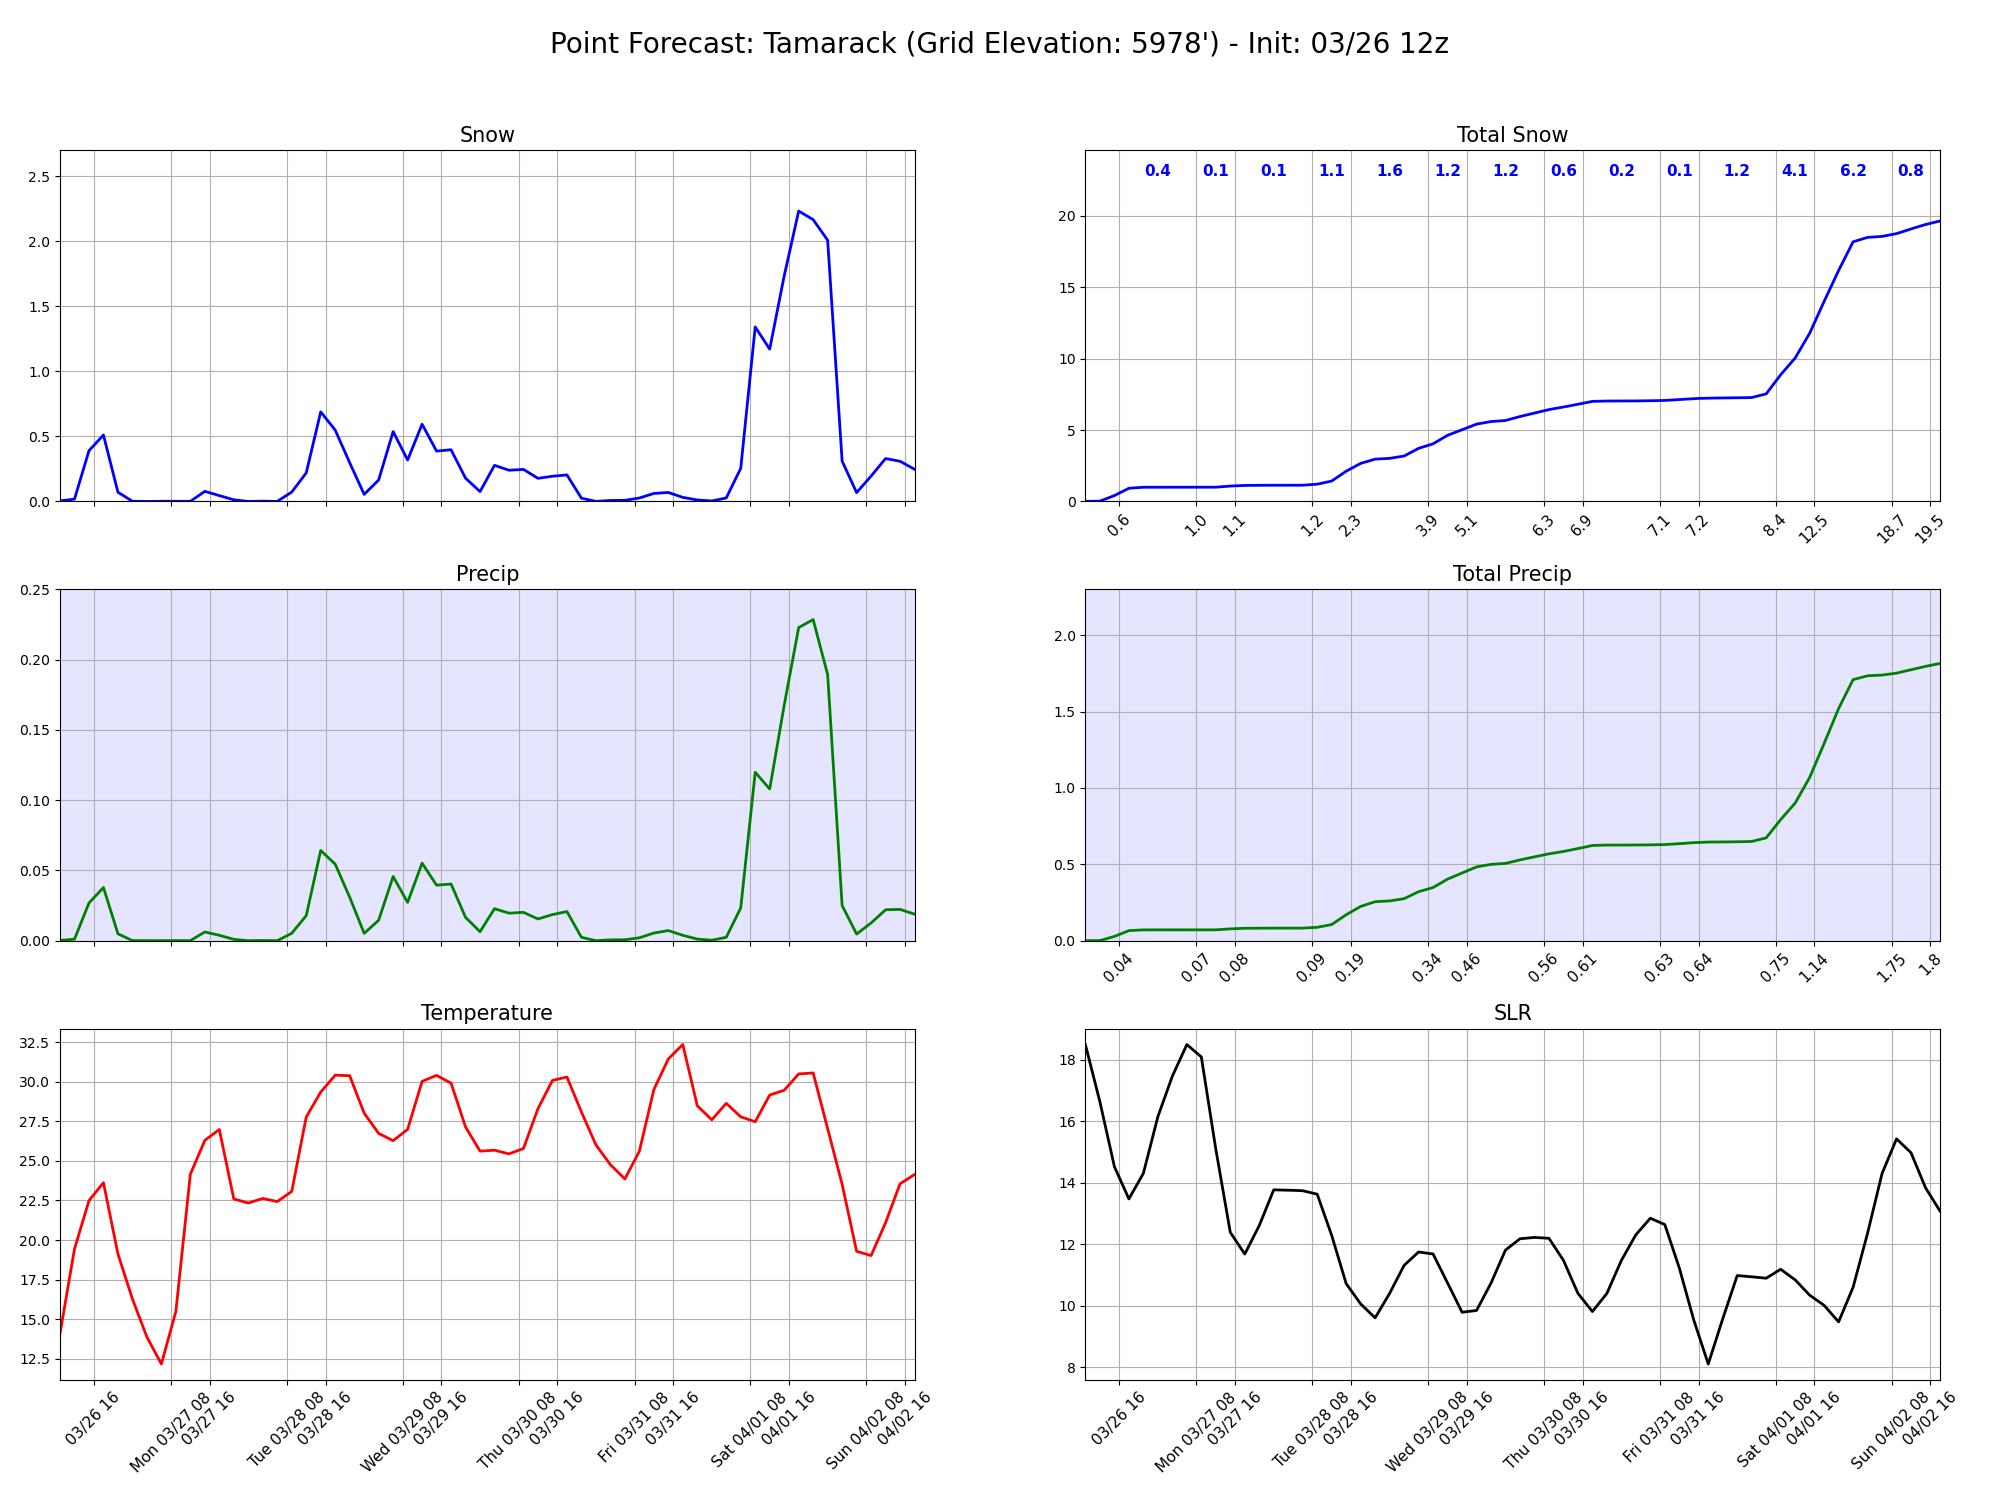 Point Forecast: Tamarack (Grid Elevation: 5978') - Init: 03/26 12z
Snow
2.5
2.0
1.5
1.0
0.5
0.0
Total Snow
0.4 0.1 0.1 1.1 1.6 1.2 1.2 0.6 0.2 0.1 1.2 4.1 6.2 0.8
20
15
10
5
0
0.6 1.0 1.1 1.2 2.3 3.9 5.1 6.3 6.9 7.1 7.2 8.4 12.5 18.7 19.5
Precip
0.25
0.20
0.15
0.10
0.05
0.00
Total Precip
2.0
1.5
1.0
0.5
0.0
0.04 0.07 0.08 0.09 0.19 0.34 0.46 0.56 0.61 0.63 0.64 0.75 1.14 1.75 1.8
Temperature
32.5
30.0
27.5
25.0
22.5
20.0
17.5
15.0
12.5
03/26 16
Mon 03/27 08
03/27 16
Tue 03/28 08
03/28 16
Wed 03/29 08
03/29 16
Thu 03/30 08
03/30 16
Fri 03/31 08
03/31 16
Sat 04/01 08
04/01 16
Sun 04/02 08
04/02 16
SLR
18
16
14
12
10
8
03/26 16
Mon 03/27 08
03/27 16
Tue 03/28 08
03/28 16
Wed 03/29 08
03/29 16
Thu 03/30 08
03/30 16
Fri 03/31 08
03/31 16
Sat 04/01 08
04/01 16
Sun 04/02 08
04/02 16